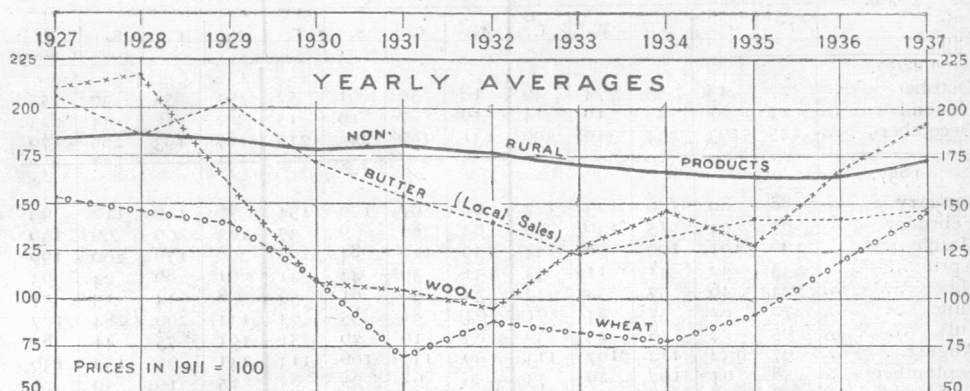 1927 1928 1929 1930 1931 1932 1933 1934 1935 1936 1937
225 YEARLY AVERAGES 225
200 200
NON RURAL PRODUCTS
175 175
BUTTER (Local Sales)
150 150
125 125
100 WOOL 100
WHEAT
75 75
PRICES IN 1911 = 100
50 50